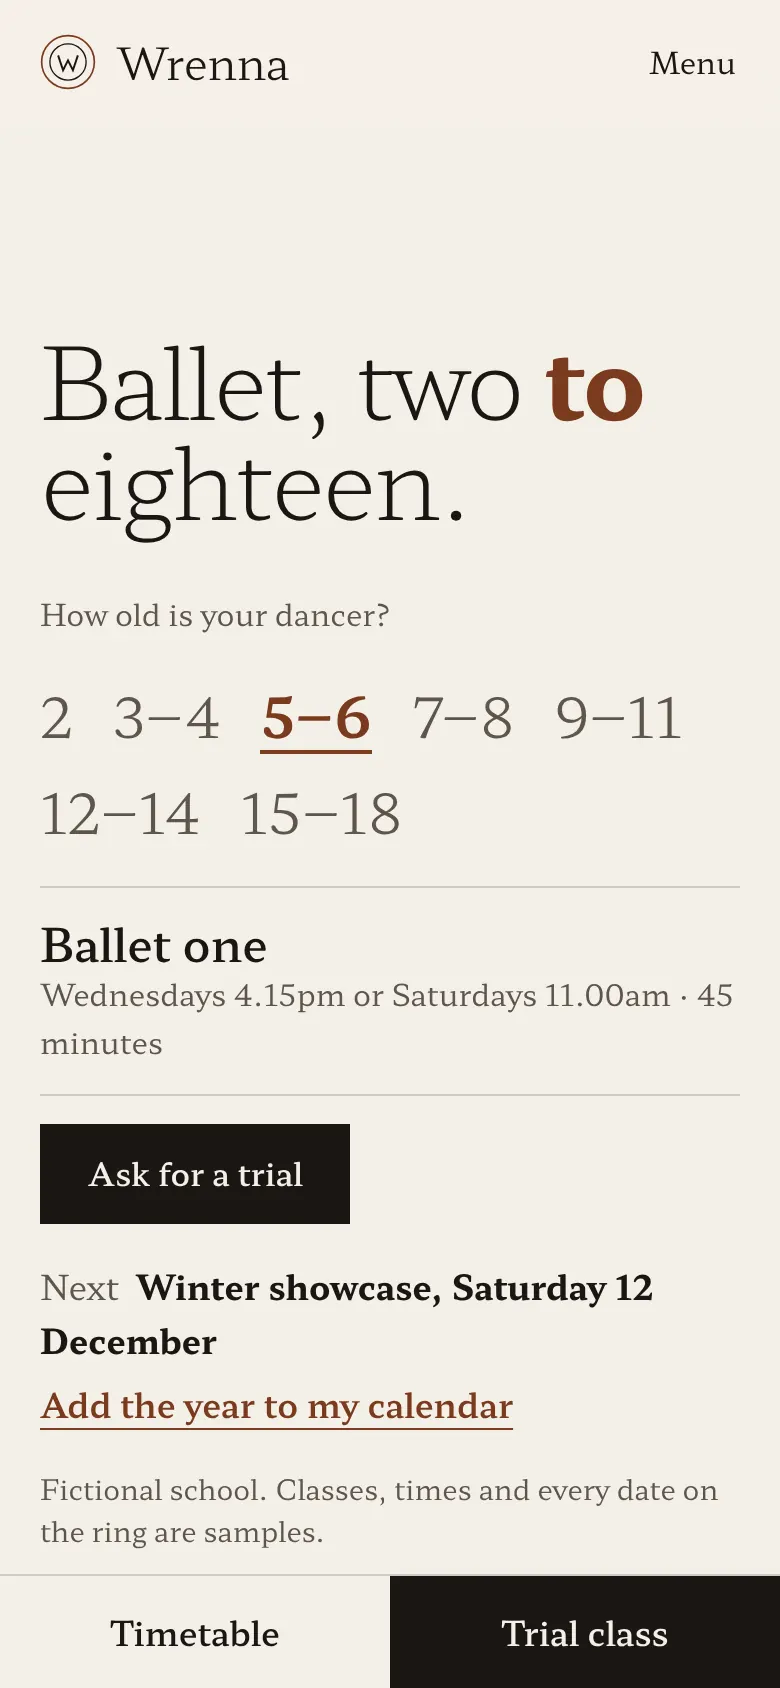 W Wrenna Menu
Ballet, two to
eighteen.
How old is your dancer?
2 3–4 5–6 7–8 9–11
12–14 15–18
Ballet one
Wednesdays 4.15pm or Saturdays 11.00am · 45
minutes
Ask for a trial
Next Winter showcase, Saturday 12
December
Add the year to my calendar
Fictional school. Classes, times and every date on
the ring are samples.
Timetable Trial class